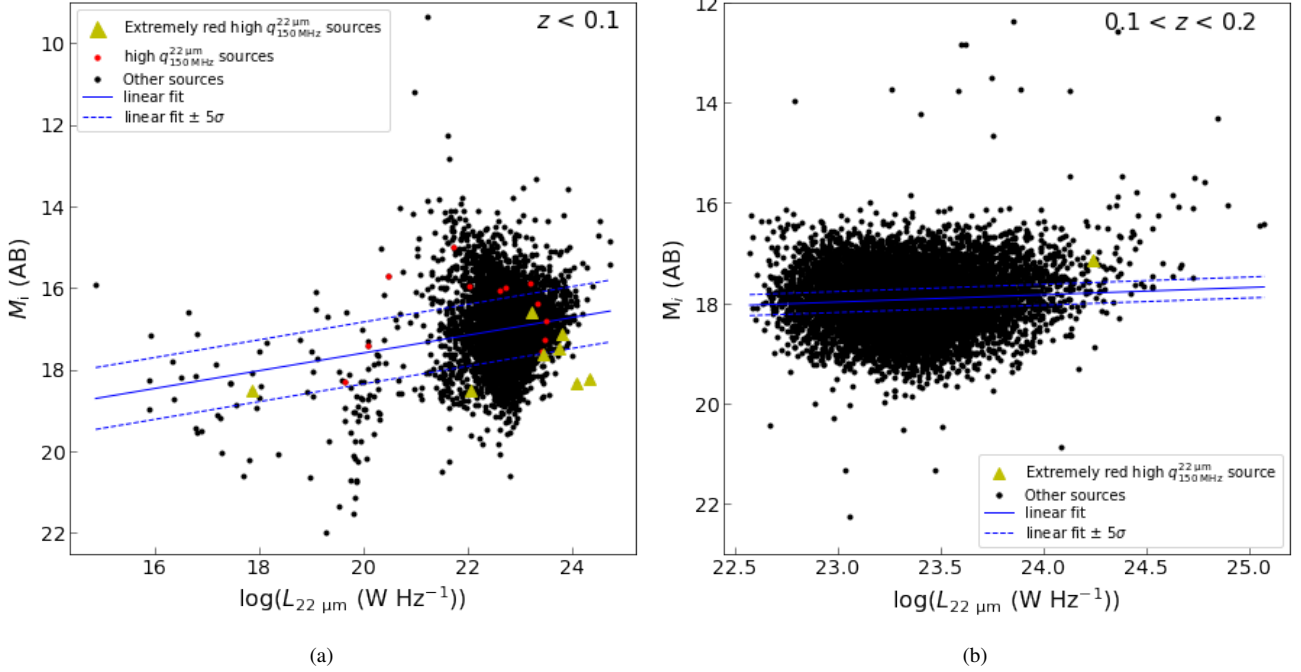 z < 0.1
Extremely red high q^{22 μm}_{150 MHz} sources
high q^{22 μm}_{150 MHz} sources
Other sources
linear fit
linear fit ± 5σ
10
12
14
16
18
20
22
M_i (AB)
16
18
20
22
24
log(L_{22 μm} (W Hz⁻¹))
(a)
0.1 < z < 0.2
12
14
16
18
20
22
M_i (AB)
Extremely red high q^{22 μm}_{150 MHz} source
Other sources
linear fit
linear fit ± 5σ
22.5
23.0
23.5
24.0
24.5
25.0
log(L_{22 μm} (W Hz⁻¹))
(b)